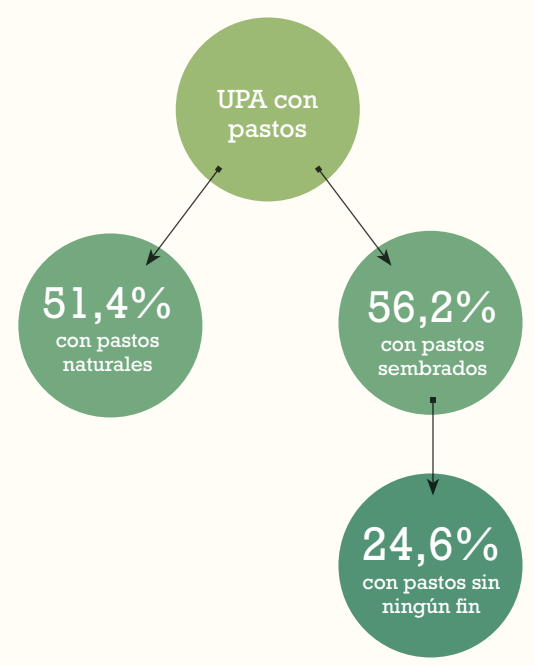 UPA con
pastos
51,4%
con pastos
naturales
56,2%
con pastos
sembrados
24,6%
con pastos sin
ningún fin